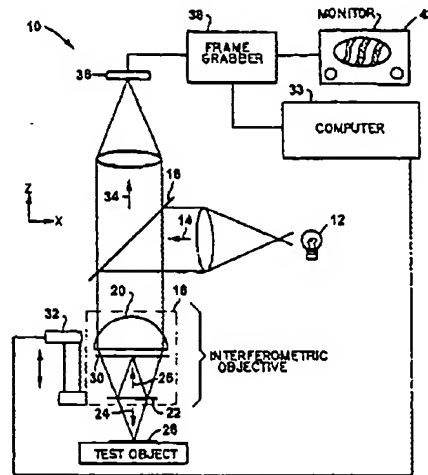 10
38
MONITOR
42
FRAME
GRABBER
36
33
COMPUTER
34
16
Z
X
14
12
20
18
32
30
26
INTERFEROMETRIC
OBJECTIVE
24
22
28
TEST OBJECT